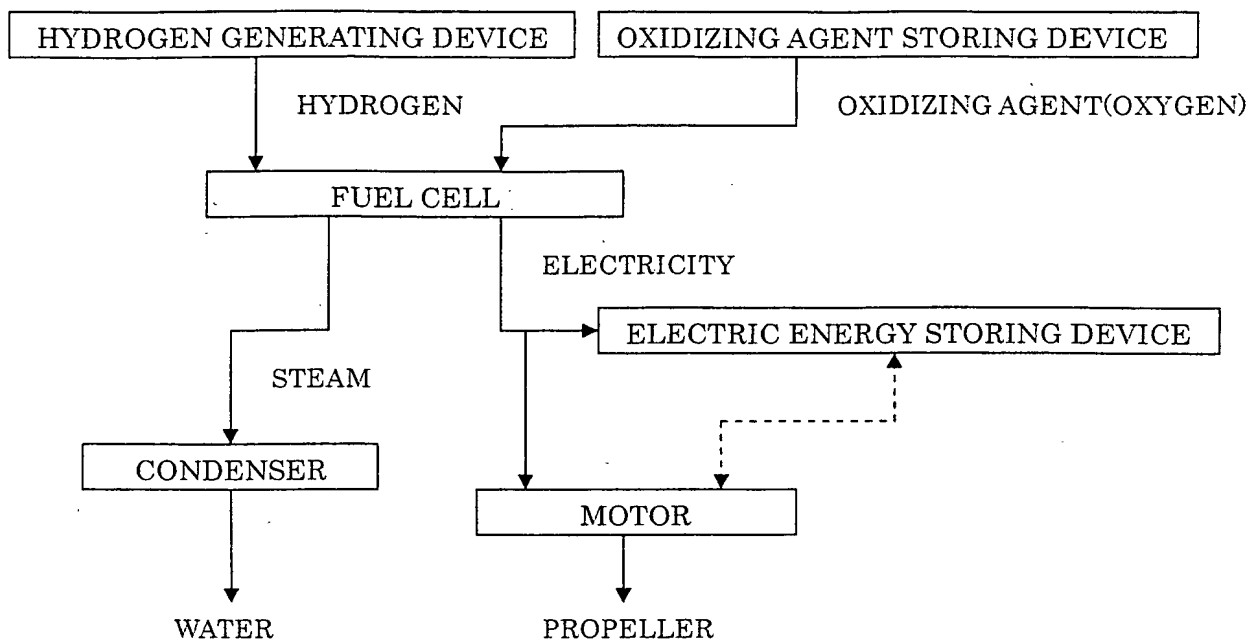 HYDROGEN GENERATING DEVICE
OXIDIZING AGENT STORING DEVICE
HYDROGEN
OXIDIZING AGENT(OXYGEN)
FUEL CELL
ELECTRICITY
ELECTRIC ENERGY STORING DEVICE
STEAM
CONDENSER
MOTOR
WATER
PROPELLER